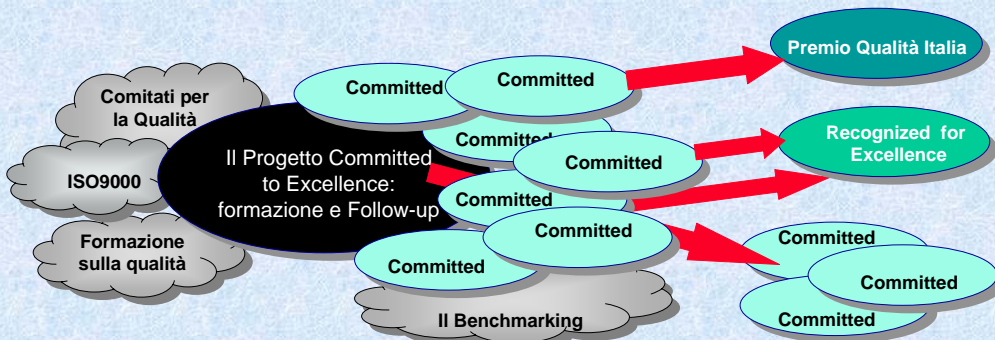 Comitati per
la Qualità
ISO9000
Formazione
sulla qualità
Il Progetto Committed
to Excellence:
formazione e Follow-up
Committed
Committed
Committed
Committed
Committed
Committed
Committed
Il Benchmarking
Premio Qualità Italia
Recognized for
Excellence
Committed
Committed
Committed